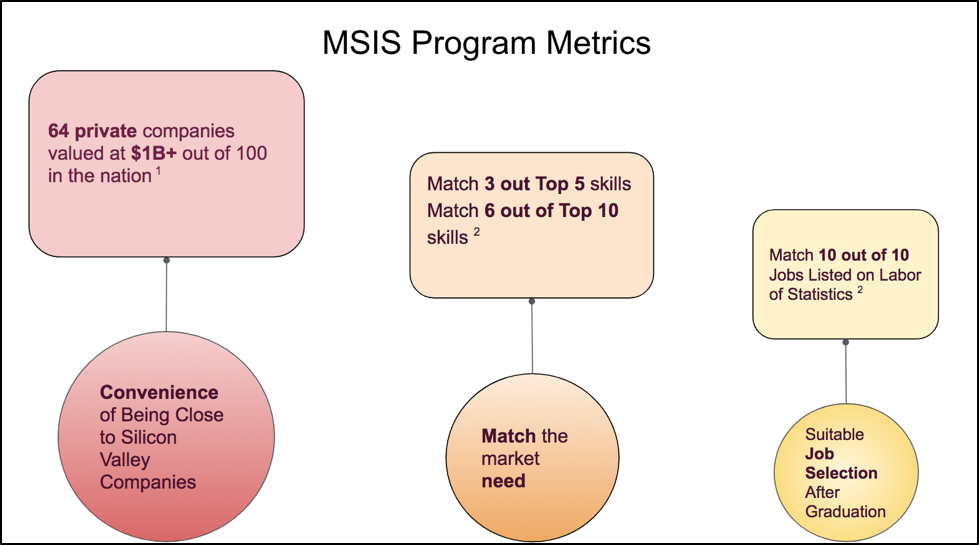 MSIS Program Metrics
64 private companies
valued at $1B+ out of 100
in the nation 1
Convenience
of Being Close
to Silicon
Valley
Companies
Match 3 out Top 5 skills
Match 6 out of Top 10
skills 2
Match the
market
need
Match 10 out of 10
Jobs Listed on Labor
of Statistics 2
Suitable
Job
Selection
After
Graduation